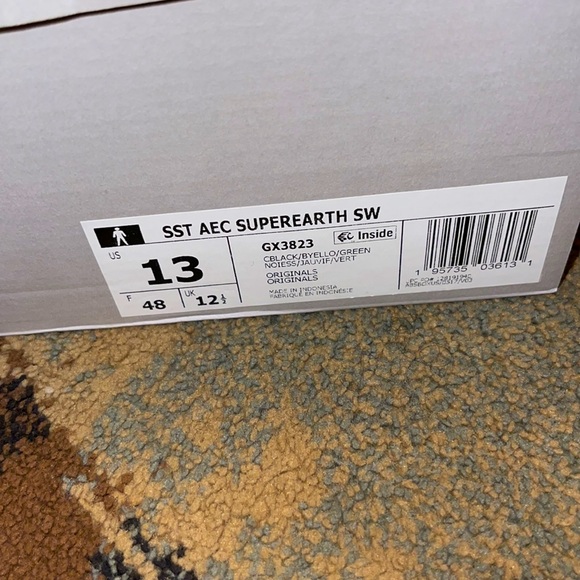 SST AEC SUPEREARTH SW
US
13
F
48
UK
12½
GX3823
Inside
CBLACK/BYELLO/GREEN
NOIESS/JAUVIF/VERT
ORIGINALS
ORIGINALS
MADE IN INDONESIA
FABRIQUÉ EN INDONÉSIE
1 95735 03613 1